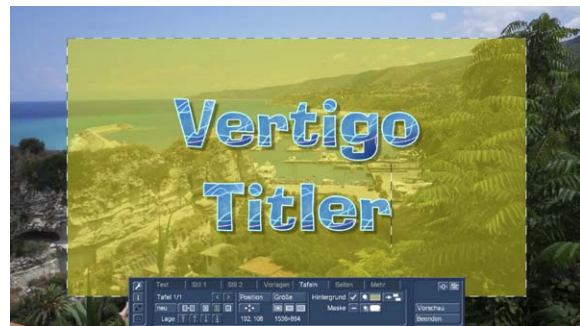 Vertigo
Titler
Text Stil 1 Stil 2 Vorlagen Tafeln Seiten Mehr
Tafel 1/1 Position Größe Hintergrund
neu Maske Vorschau
Lage 192, 108 1536×864 Beenden